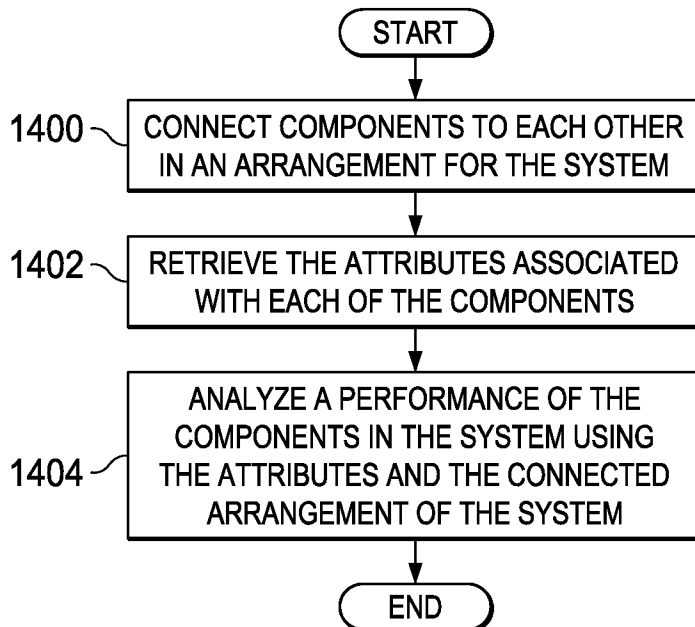 START
1400
CONNECT COMPONENTS TO EACH OTHER
IN AN ARRANGEMENT FOR THE SYSTEM
1402
RETRIEVE THE ATTRIBUTES ASSOCIATED
WITH EACH OF THE COMPONENTS
1404
ANALYZE A PERFORMANCE OF THE
COMPONENTS IN THE SYSTEM USING
THE ATTRIBUTES AND THE CONNECTED
ARRANGEMENT OF THE SYSTEM
END